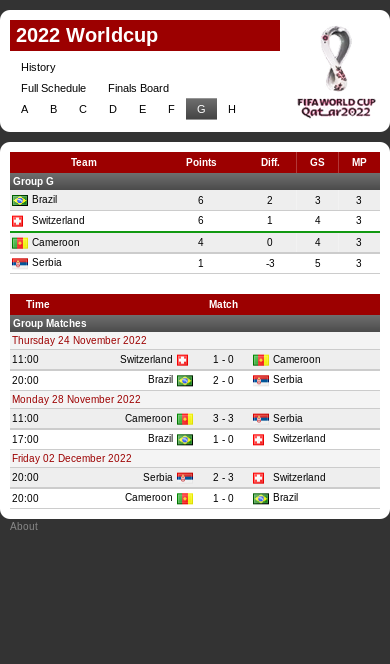 2022 Worldcup
FIFA WORLD CUP
Qatar2022
History
Full Schedule Finals Board
A B C D E F G H
Team Points Diff. GS MP
Group G
Brazil 6 2 3 3
Switzerland 6 1 4 3
Cameroon 4 0 4 3
Serbia 1 -3 5 3
Time Match
Group Matches
Thursday 24 November 2022
11:00 Switzerland 1 - 0 Cameroon
20:00 Brazil 2 - 0 Serbia
Monday 28 November 2022
11:00 Cameroon 3 - 3 Serbia
17:00 Brazil 1 - 0 Switzerland
Friday 02 December 2022
20:00 Serbia 2 - 3 Switzerland
20:00 Cameroon 1 - 0 Brazil
About